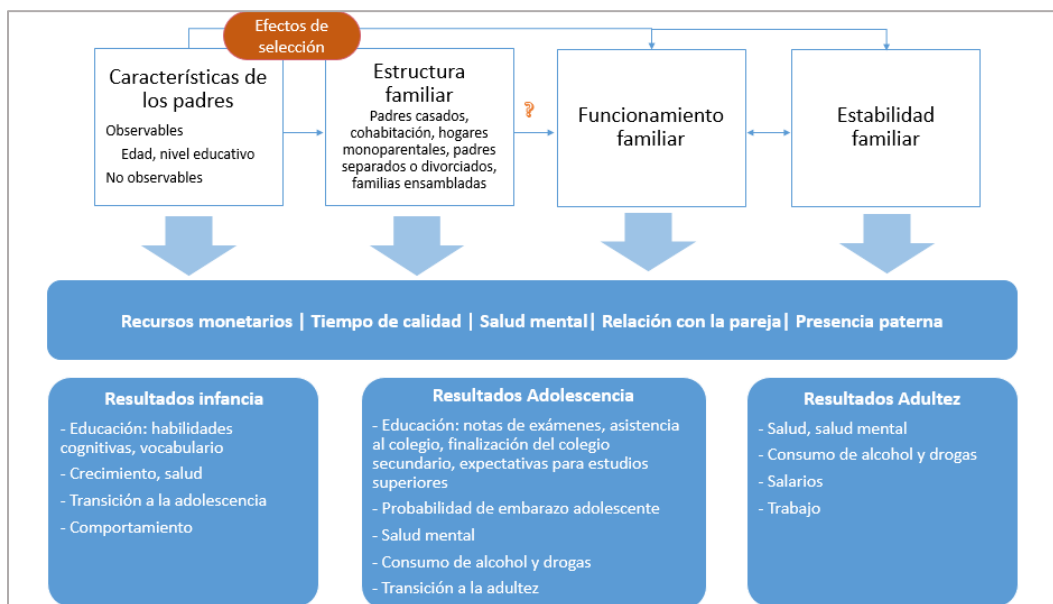 Efectos de
selección
Características de
los padres
Observables
Edad, nivel educativo
No observables
Estructura
familiar
Padres casados,
cohabitación, hogares
monoparentales, padres
separados o divorciados,
familias ensambladas
?
Funcionamiento
familiar
Estabilidad
familiar
Recursos monetarios | Tiempo de calidad | Salud mental| Relación con la pareja| Presencia paterna
Resultados infancia
- Educación: habilidades
cognitivas, vocabulario
- Crecimiento, salud
- Transición a la adolescencia
- Comportamiento
Resultados Adolescencia
- Educación: notas de exámenes, asistencia
al colegio, finalización del colegio
secundario, expectativas para estudios
superiores
- Probabilidad de embarazo adolescente
- Salud mental
- Consumo de alcohol y drogas
- Transición a la adultez
Resultados Adultez
- Salud, salud mental
- Consumo de alcohol y drogas
- Salarios
- Trabajo